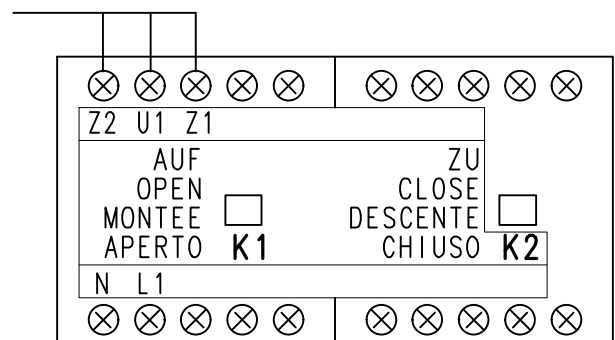 Z2 U1 Z1
AUF ZU
OPEN CLOSE
MONTEE DESCENTE
APERTO K1 CHIUSO K2
N L1